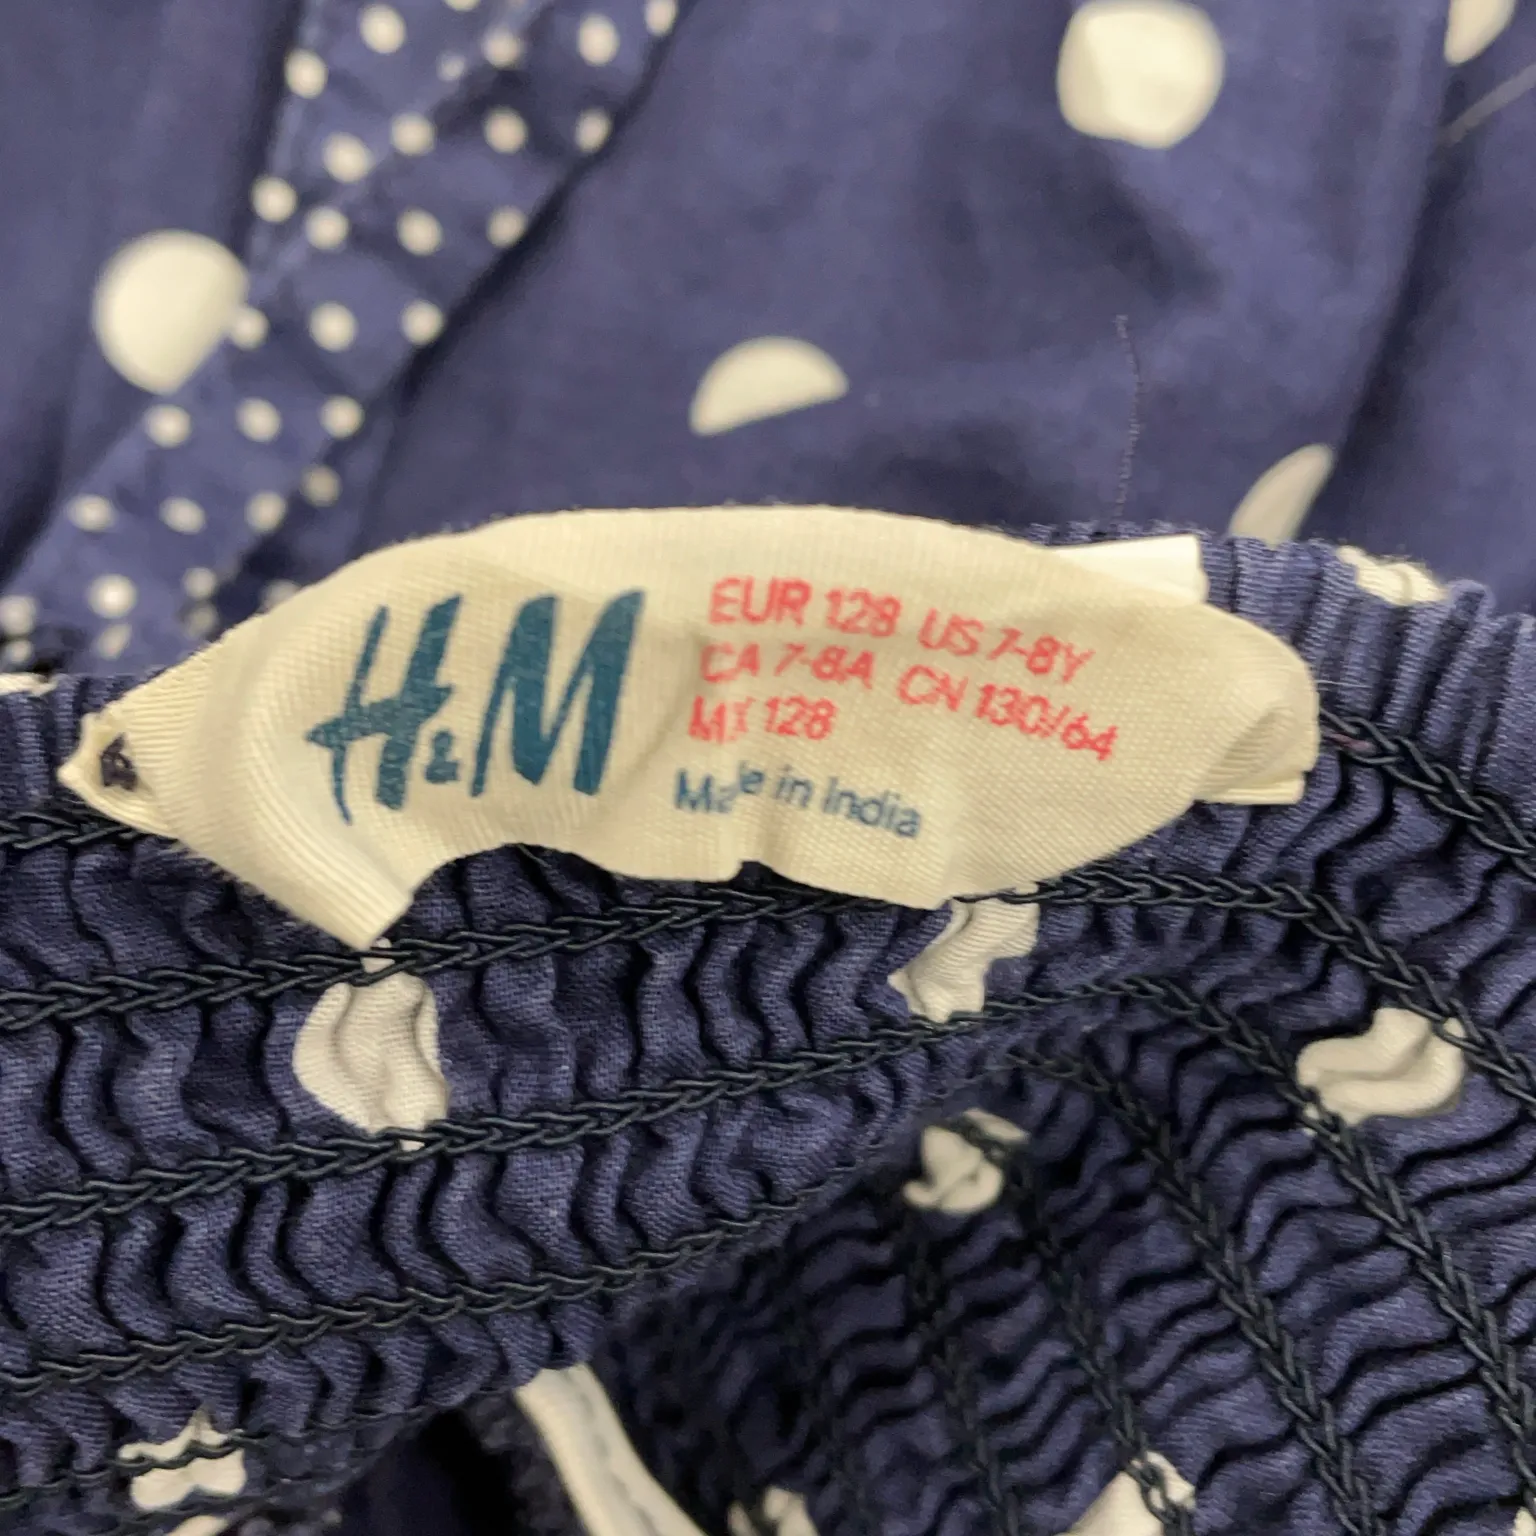 H&M
EUR 128 US 7-8Y
CA 7-8A CN 130/64
MX 128
Made in India